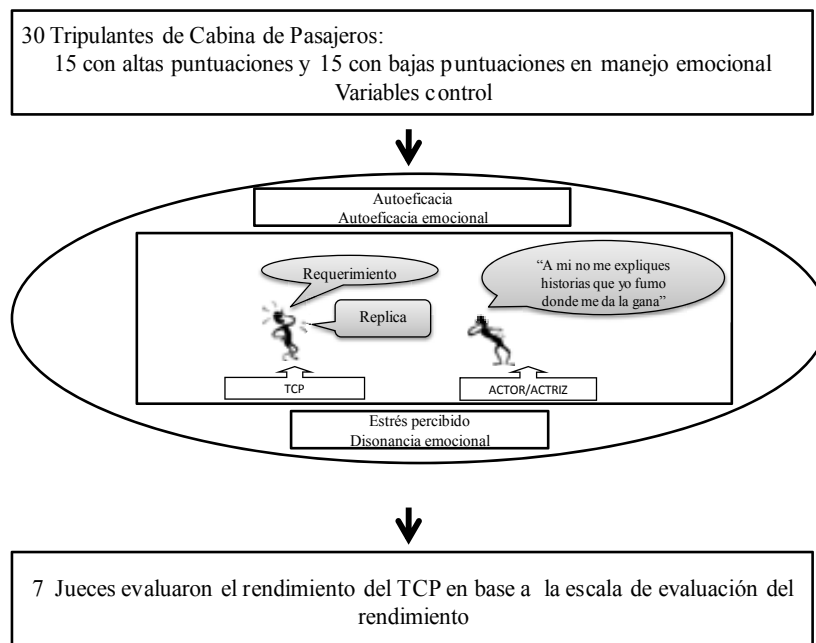 30 Tripulantes de Cabina de Pasajeros:
15 con altas puntuaciones y 15 con bajas puntuaciones en manejo emocional
Variables control
Autoeficacia
Autoeficacia emocional
Requerimiento
Replica
“A mi no me expliques
historias que yo fumo
donde me da la gana”
TCP
ACTOR/ACTRIZ
Estrés percibido
Disonancia emocional
7 Jueces evaluaron el rendimiento del TCP en base a la escala de evaluación del
rendimiento